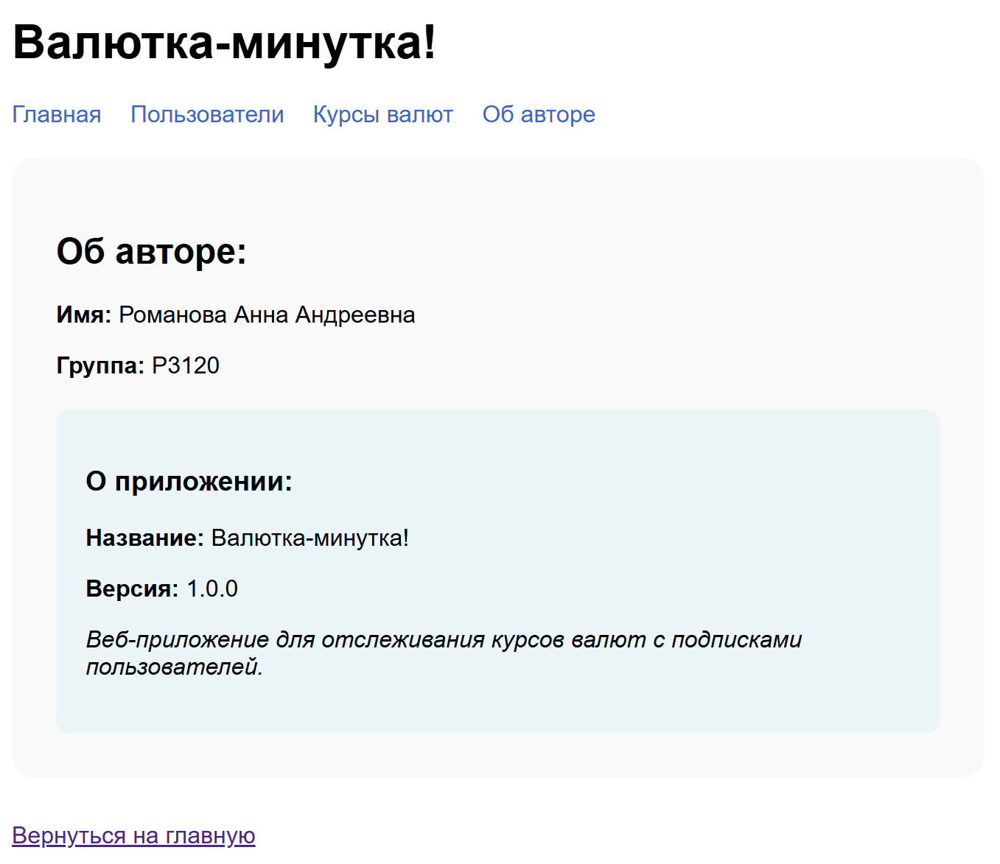 Валютка-минутка!
Главная Пользователи Курсы валют Об авторе
Об авторе:
Имя: Романова Анна Андреевна
Группа: P3120
О приложении:
Название: Валютка-минутка!
Версия: 1.0.0
Веб-приложение для отслеживания курсов валют с подписками
пользователей.
Вернуться на главную